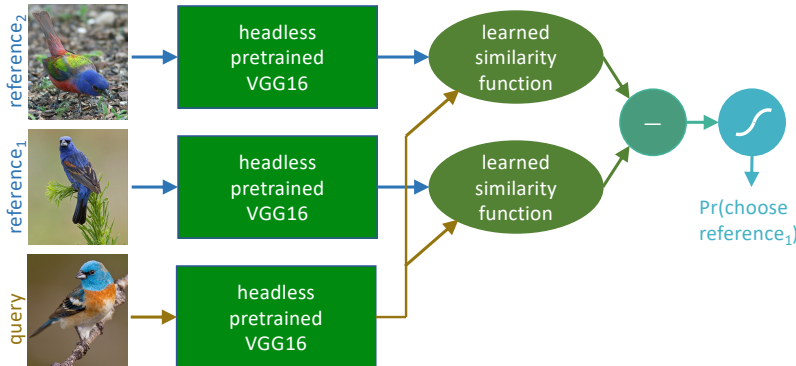 reference₂
headless
pretrained
VGG16
learned
similarity
function
–
reference₁
headless
pretrained
VGG16
learned
similarity
function
Pr(choose
reference₁)
query
headless
pretrained
VGG16